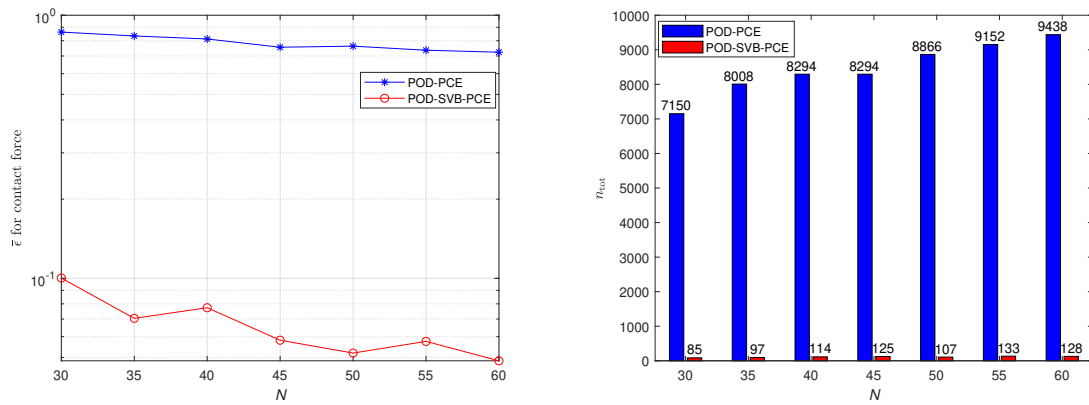 10^0
10^-1
ε̄ for contact force
POD-PCE
POD-SVB-PCE
30 35 40 45 50 55 60
N
10000
9000
8000
7000
6000
5000
4000
3000
2000
1000
0
n_tot
POD-PCE
POD-SVB-PCE
7150 8008 8294 8294 8866 9152 9438
85 97 114 125 107 133 128
30 35 40 45 50 55 60
N